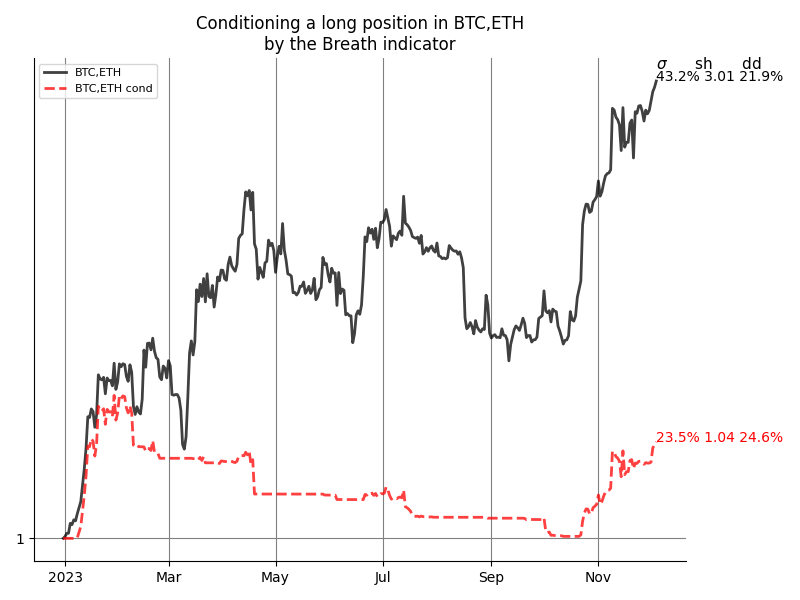 Conditioning a long position in BTC,ETH
by the Breath indicator
σ sh dd
43.2% 3.01 21.9%
BTC,ETH
BTC,ETH cond
23.5% 1.04 24.6%
1
2023 Mar May Jul Sep Nov